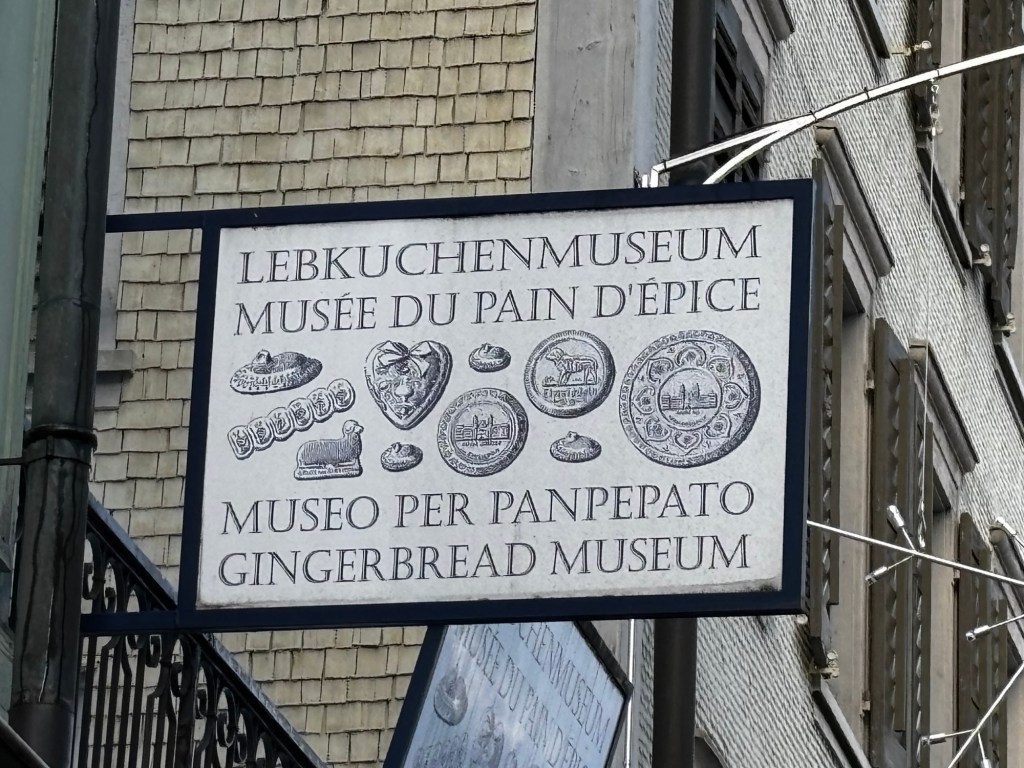 LEBKUCHENMUSEUM
MUSÉE DU PAIN D'ÉPICE
MUSEO PER PANPEPATO
GINGERBREAD MUSEUM